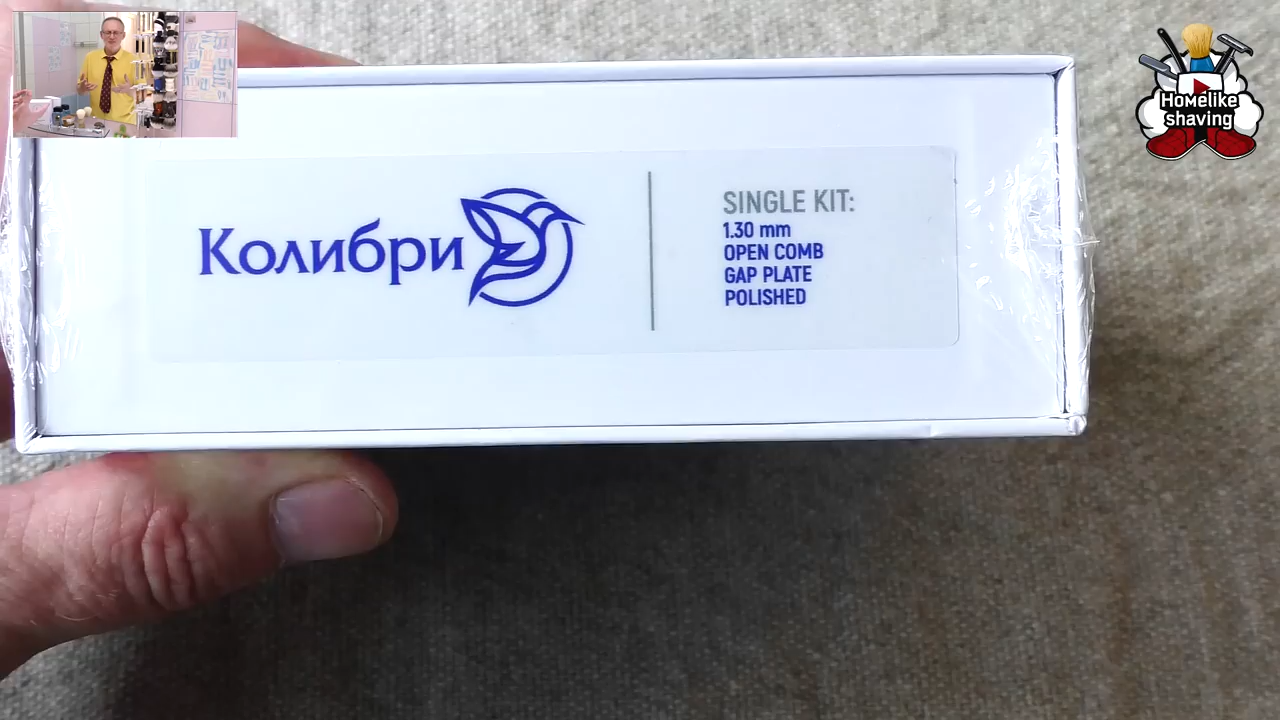 Homelike
shaving
Колибри
SINGLE KIT:
1.30 mm
OPEN COMB
GAP PLATE
POLISHED